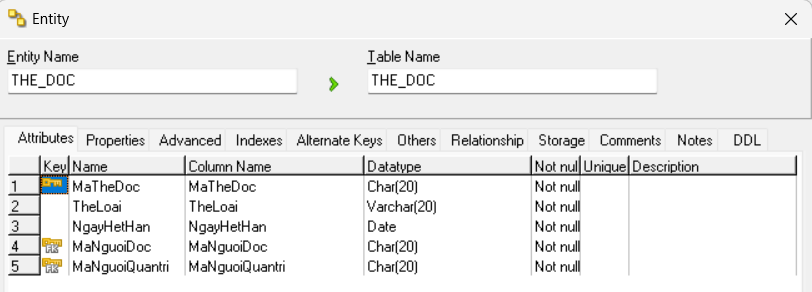 Entity
Entity Name Table Name
THE_DOC THE_DOC
Attributes Properties Advanced Indexes Alternate Keys Others Relationship Storage Comments Notes DDL
Key Name Column Name Datatype Not nul Unique Description
1 MaTheDoc MaTheDoc Char(20) Not null
2 TheLoai TheLoai Varchar(20) Not null
3 NgayHetHan NgayHetHan Date Not null
4 FK MaNguoiDoc MaNguoiDoc Char(20) Not null
5 FK MaNguoiQuantri MaNguoiQuantri Char(20) Not null